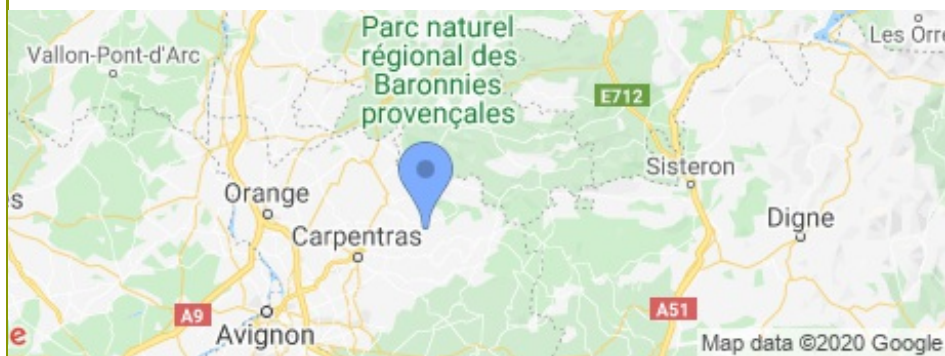 Parc naturel
régional des
Baronnies
provençales
Vallon-Pont-d'Arc
Les Orre
E712
Sisteron
s
Orange
Digne
Carpentras
A9
A51
e
Avignon
Map data ©2020 Google